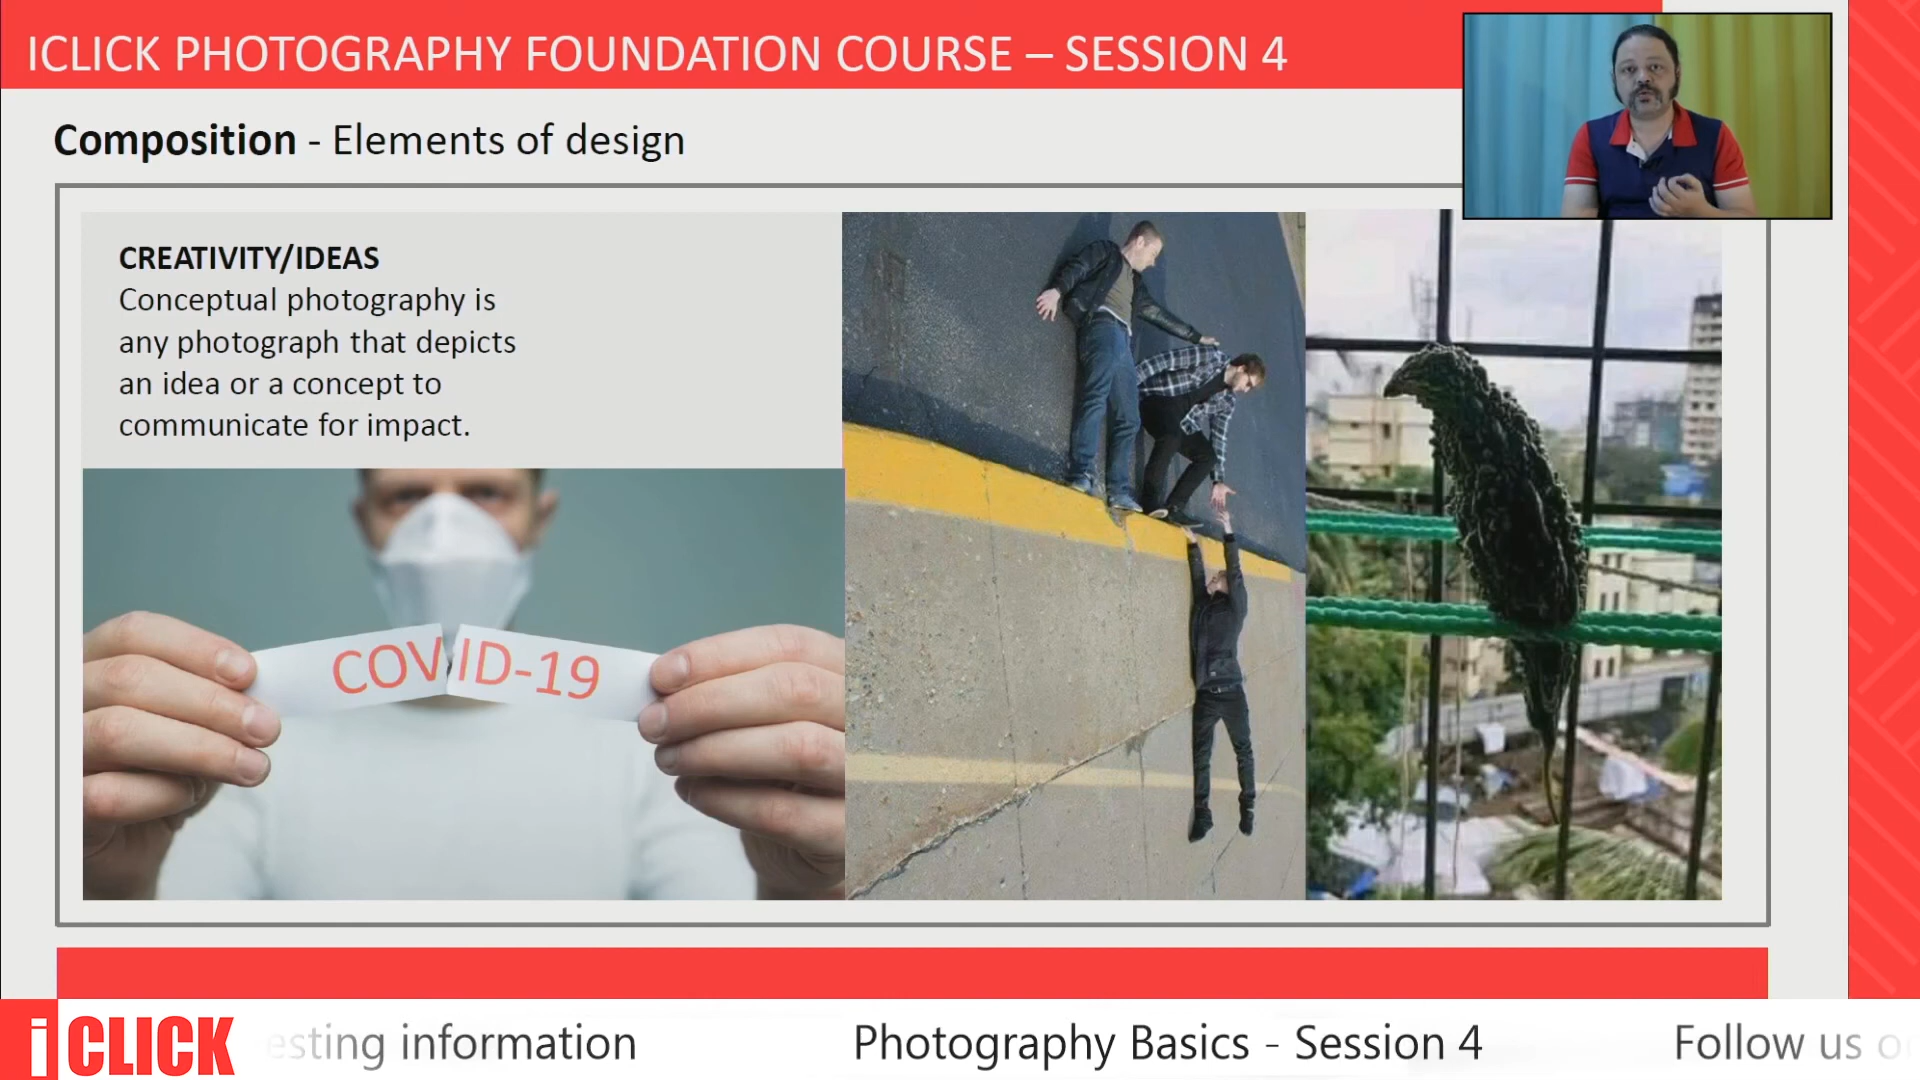 ICLICK PHOTOGRAPHY FOUNDATION COURSE – SESSION 4
Composition - Elements of design
CREATIVITY/IDEAS
Conceptual photography is
any photograph that depicts
an idea or a concept to
communicate for impact.
COVID-19
iCLICK
esting information
Photography Basics - Session 4
Follow us o